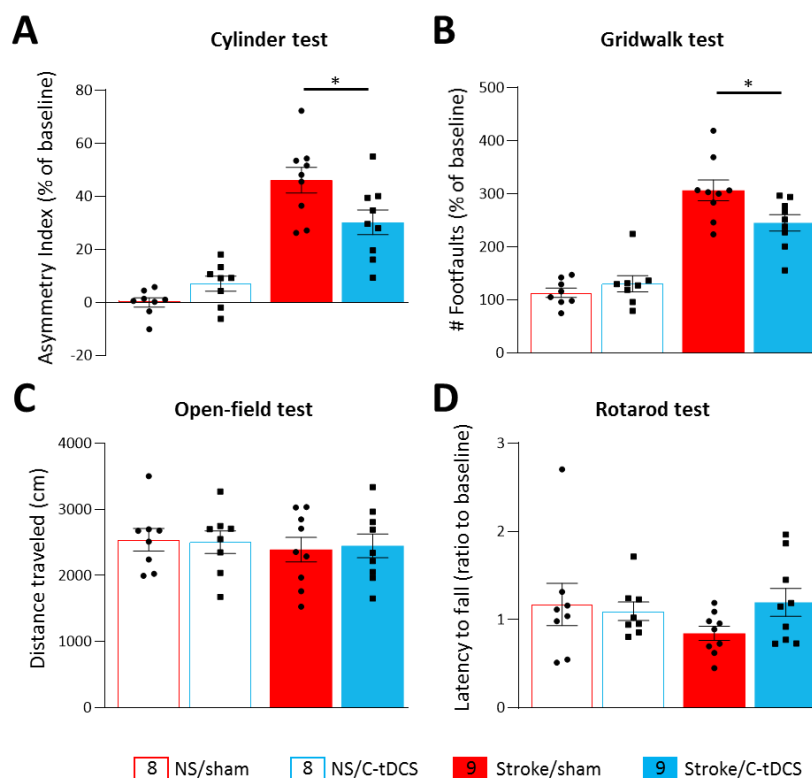 A
Cylinder test
Asymmetry Index (% of baseline)
80
60
40
20
0
-20
*
B
Gridwalk test
# Footfaults (% of baseline)
500
400
300
200
100
0
*
C
Open-field test
Distance traveled (cm)
4000
3000
2000
1000
0
D
Rotarod test
Latency to fall (ratio to baseline)
3
2
1
0
8 NS/sham
8 NS/C-tDCS
9 Stroke/sham
9 Stroke/C-tDCS